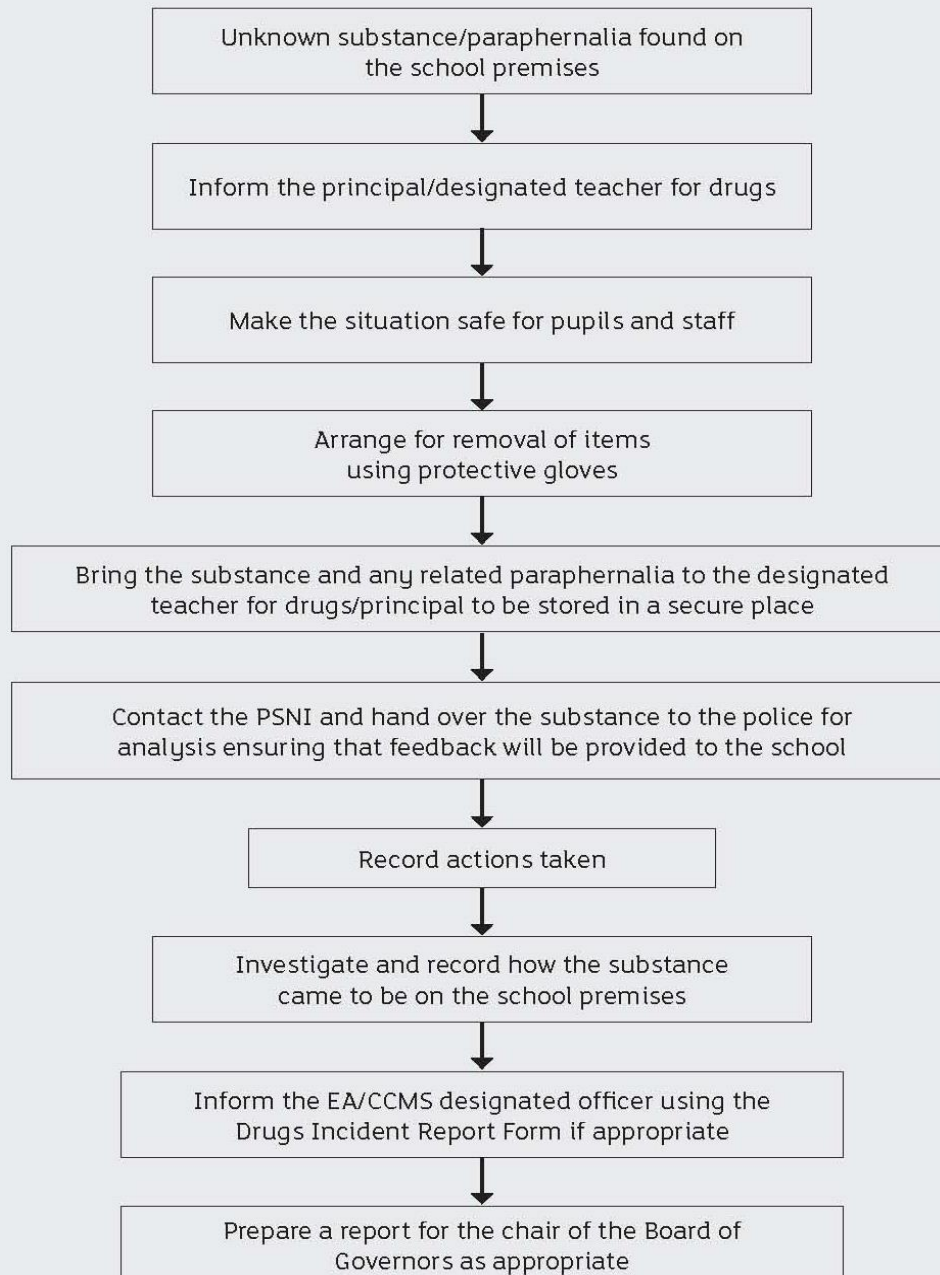 Unknown substance/paraphernalia found on
the school premises
Inform the principal/designated teacher for drugs
Make the situation safe for pupils and staff
Arrange for removal of items
using protective gloves
Bring the substance and any related paraphernalia to the designated
teacher for drugs/principal to be stored in a secure place
Contact the PSNI and hand over the substance to the police for
analysis ensuring that feedback will be provided to the school
Record actions taken
Investigate and record how the substance
came to be on the school premises
Inform the EA/CCMS designated officer using the
Drugs Incident Report Form if appropriate
Prepare a report for the chair of the Board of
Governors as appropriate